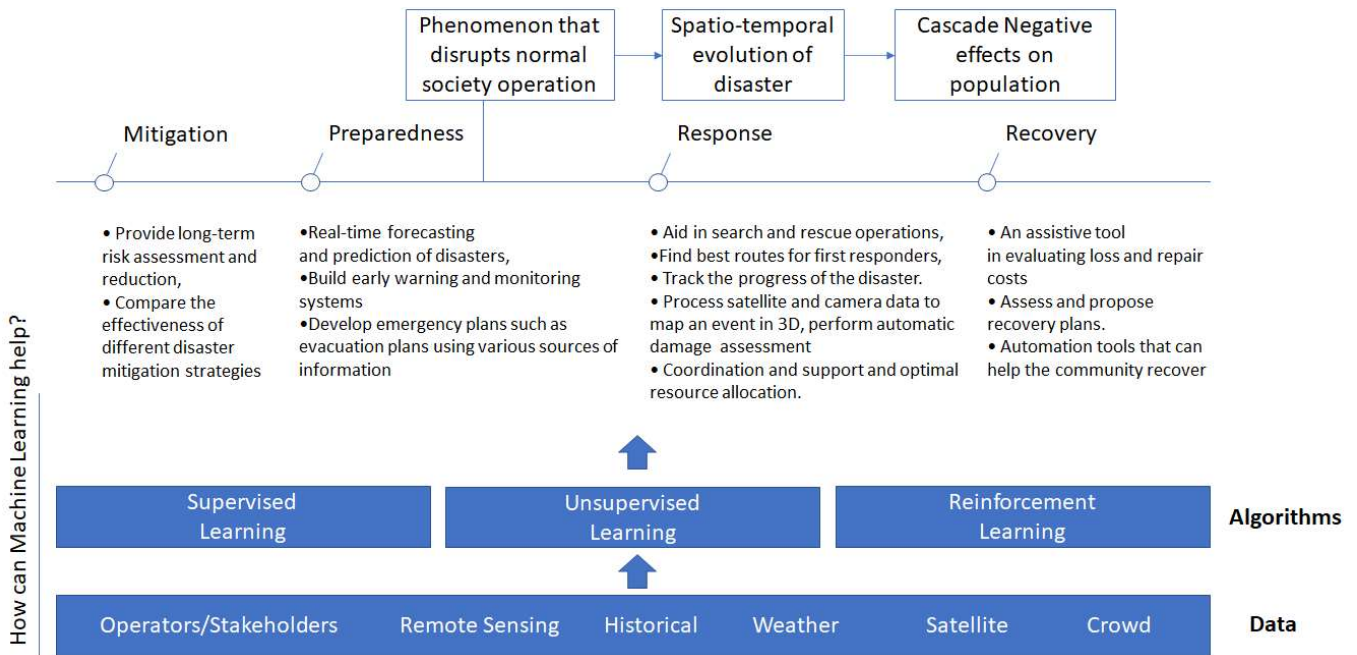 Phenomenon that
disrupts normal
society operation
Spatio-temporal
evolution of
disaster
Cascade Negative
effects on
population
Mitigation
Preparedness
Response
Recovery
• Provide long-term
risk assessment and
reduction,
• Compare the
effectiveness of
different disaster
mitigation strategies
•Real-time forecasting
and prediction of disasters,
•Build early warning and monitoring
systems
•Develop emergency plans such as
evacuation plans using various sources of
information
• Aid in search and rescue operations,
•Find best routes for first responders,
• Track the progress of the disaster.
• Process satellite and camera data to
map an event in 3D, perform automatic
damage assessment
• Coordination and support and optimal
resource allocation.
• An assistive tool
in evaluating loss and repair
costs
• Assess and propose
recovery plans.
• Automation tools that can
help the community recover
How can Machine Learning help?
Supervised
Learning
Unsupervised
Learning
Reinforcement
Learning
Algorithms
Operators/Stakeholders
Remote Sensing
Historical
Weather
Satellite
Crowd
Data